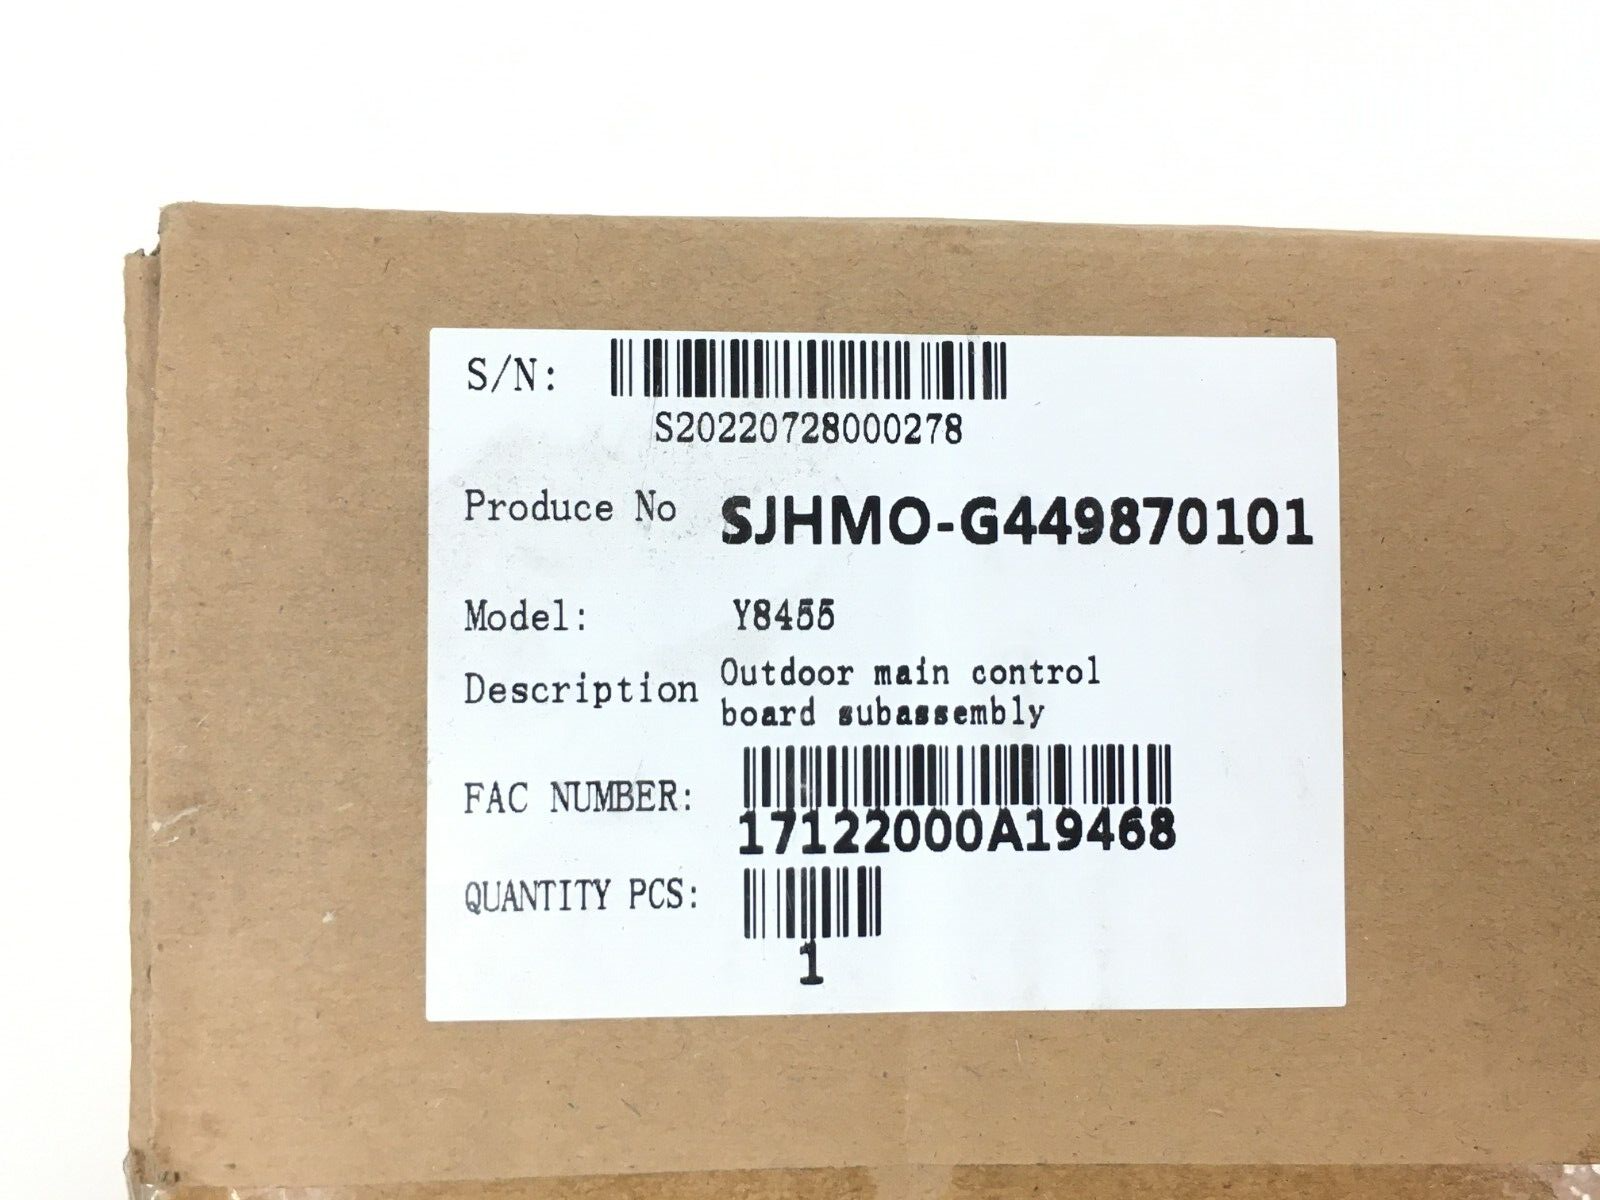 S/N:
S20220728000278
Produce No SJHMO-G449870101
Model: Y8455
Description Outdoor main control
board subassembly
FAC NUMBER:
17122000A19468
QUANTITY PCS:
1